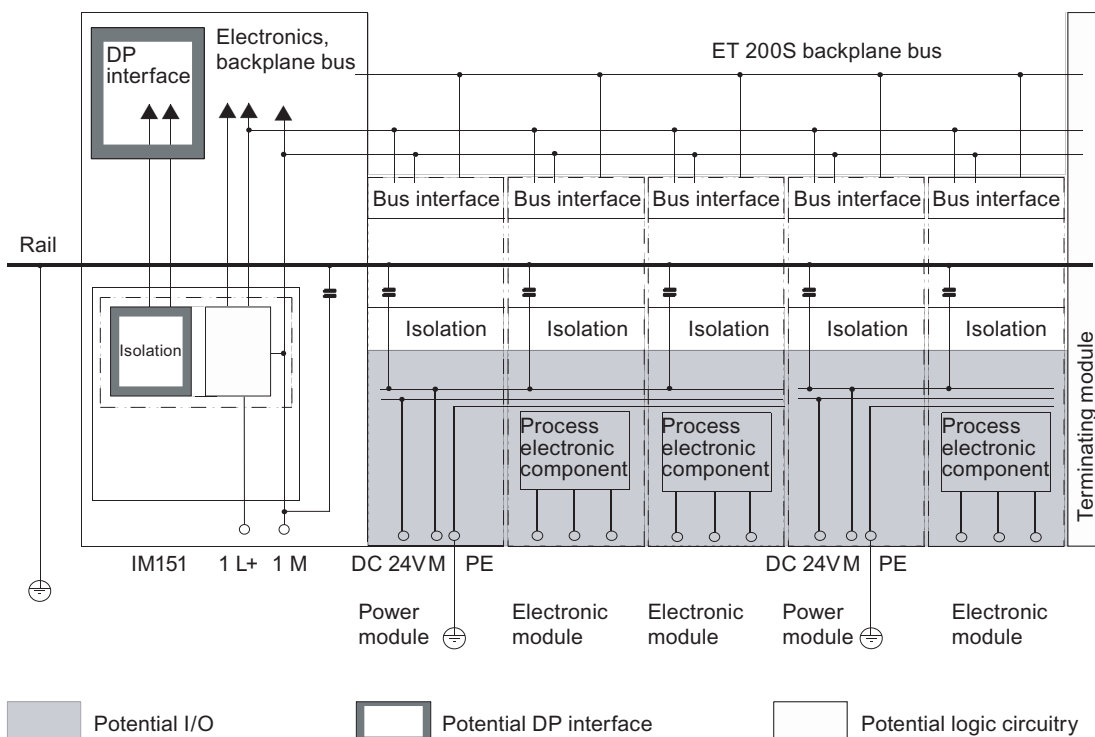 DP
interface
Electronics,
backplane bus
ET 200S backplane bus
Bus interface
Bus interface
Bus interface
Bus interface
Bus interface
Rail
Isolation
Isolation
Isolation
Isolation
Isolation
Isolation
Process
electronic
component
Process
electronic
component
Process
electronic
component
Terminating module
IM151
1 L+
1 M
DC 24V M
PE
DC 24V M
PE
Power
module
Electronic
module
Electronic
module
Power
module
Electronic
module
Potential I/O
Potential DP interface
Potential logic circuitry